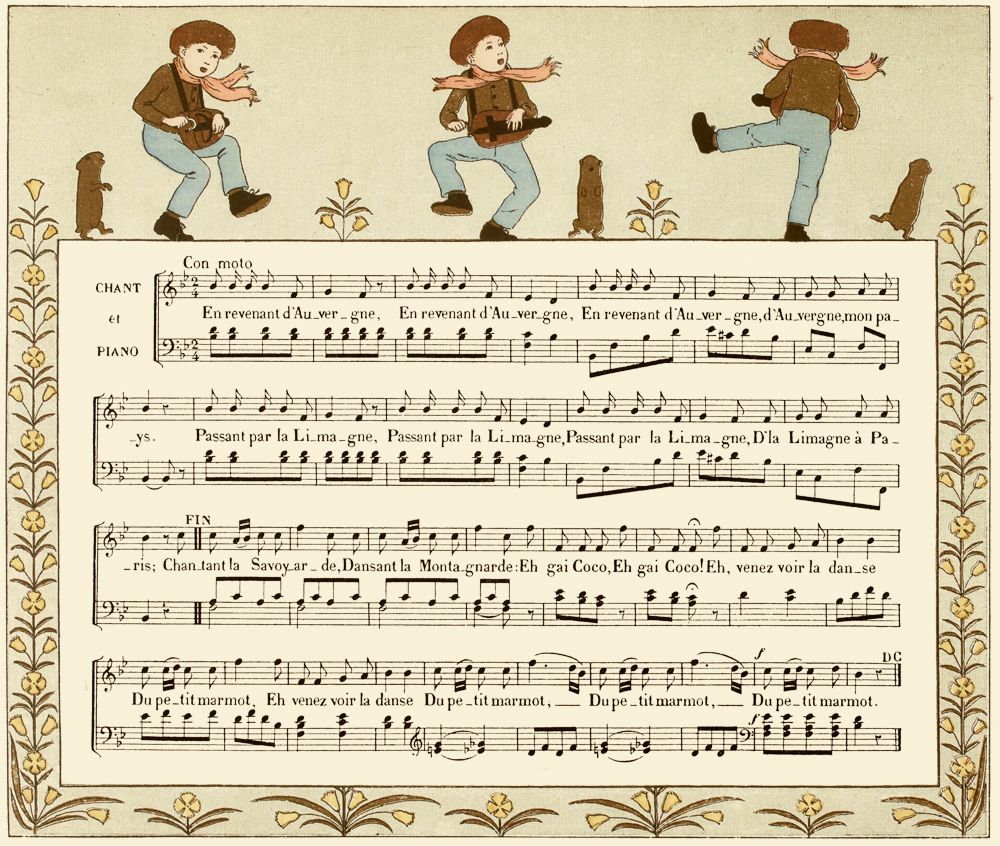 Con moto
CHANT
et
PIANO
En revenant d'Au_ver_gne, En revenant d'Au_ver_gne, En revenant d'Au_ver_gne, d'Au_vergne, mon pa_
_ys. Passant par la Li_ma_gne, Passant par la Li_ma_gne, Passant par la Li_ma_gne, D'la Limagne à Pa_
FIN
_ris; Chan_tant la Savoy_ar_de, Dansant la Monta_gnarde: Eh gai Coco, Eh gai Coco! Eh, venez voir la dan_se
f
DC
Du pe_tit marmot, Eh venez voir la danse Du pe_tit marmot, __ Du pe_tit marmot, __ Du pe_tit marmot.
f